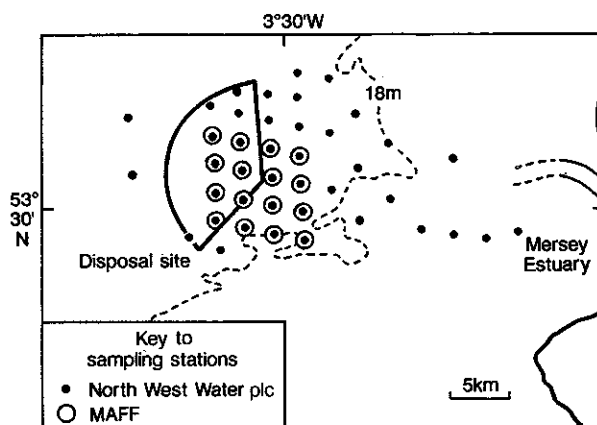 3°30'W
18m
53°
30'
N
Disposal site
Mersey
Estuary
Key to
sampling stations
North West Water plc
MAFF
5km